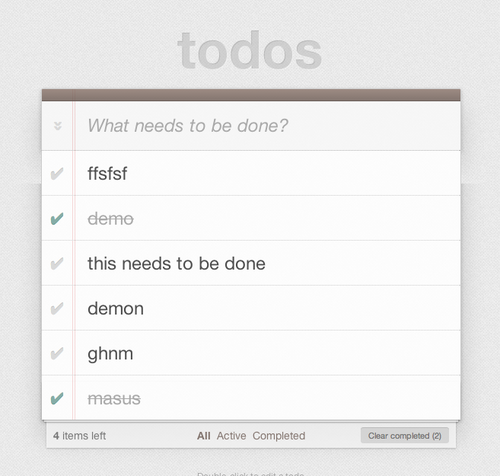 todos
What needs to be done?
ffsfsf
demo
this needs to be done
demon
ghnm
masus
4 items left All Active Completed Clear completed (2)
Double-click to edit a todo